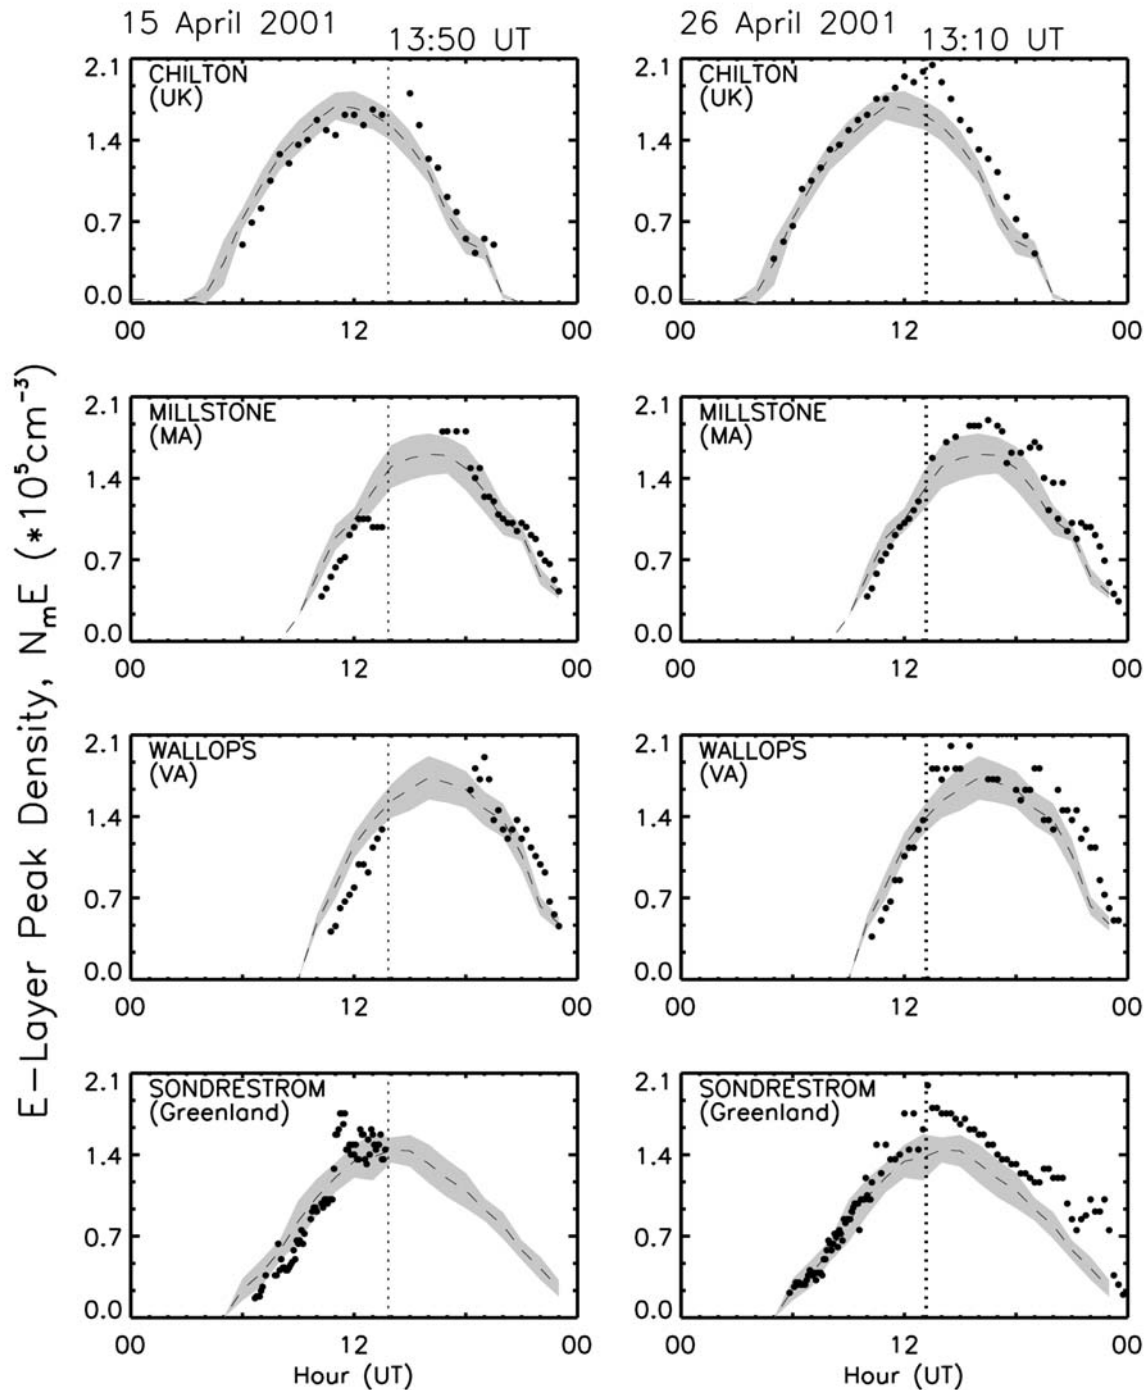 15 April 2001
13:50 UT
26 April 2001
13:10 UT
E-Layer Peak Density, NmE (*10⁵cm⁻³)
CHILTON
(UK)
2.1
1.4
0.7
0.0
00 12 00
CHILTON
(UK)
2.1
1.4
0.7
0.0
00 12 00
MILLSTONE
(MA)
2.1
1.4
0.7
0.0
00 12 00
MILLSTONE
(MA)
2.1
1.4
0.7
0.0
00 12 00
WALLOPS
(VA)
2.1
1.4
0.7
0.0
00 12 00
WALLOPS
(VA)
2.1
1.4
0.7
0.0
00 12 00
SONDRESTROM
(Greenland)
2.1
1.4
0.7
0.0
00 12 00
Hour (UT)
SONDRESTROM
(Greenland)
2.1
1.4
0.7
0.0
00 12 00
Hour (UT)